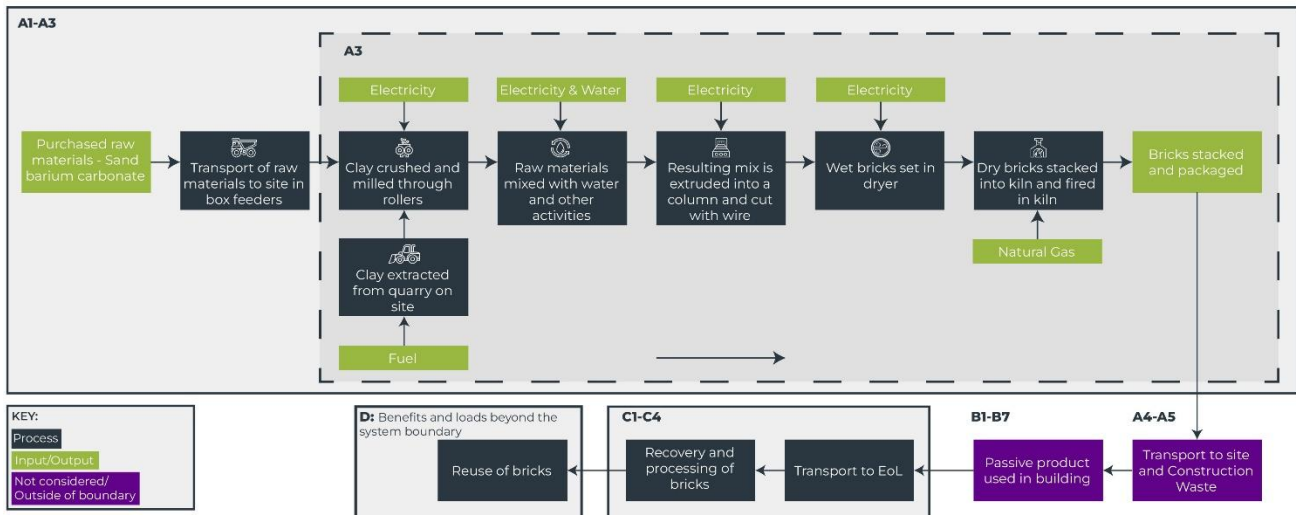 A1-A3
A3
Electricity
Electricity & Water
Electricity
Electricity
Purchased raw
materials - Sand
barium carbonate
Transport of raw
materials to site in
box feeders
Clay crushed and
milled through
rollers
Raw materials
mixed with water
and other
activities
Resulting mix is
extruded into a
column and cut
with wire
Wet bricks set in
dryer
Dry bricks stacked
into kiln and fired
in kiln
Bricks stacked
and packaged
Natural Gas
Clay extracted
from quarry on
site
Fuel
KEY:
Process
Input/Output
Not considered/
Outside of boundary
D: Benefits and loads beyond the
system boundary
Reuse of bricks
C1-C4
Recovery and
processing of
bricks
Transport to EoL
B1-B7
Passive product
used in building
A4-A5
Transport to site
and Construction
Waste